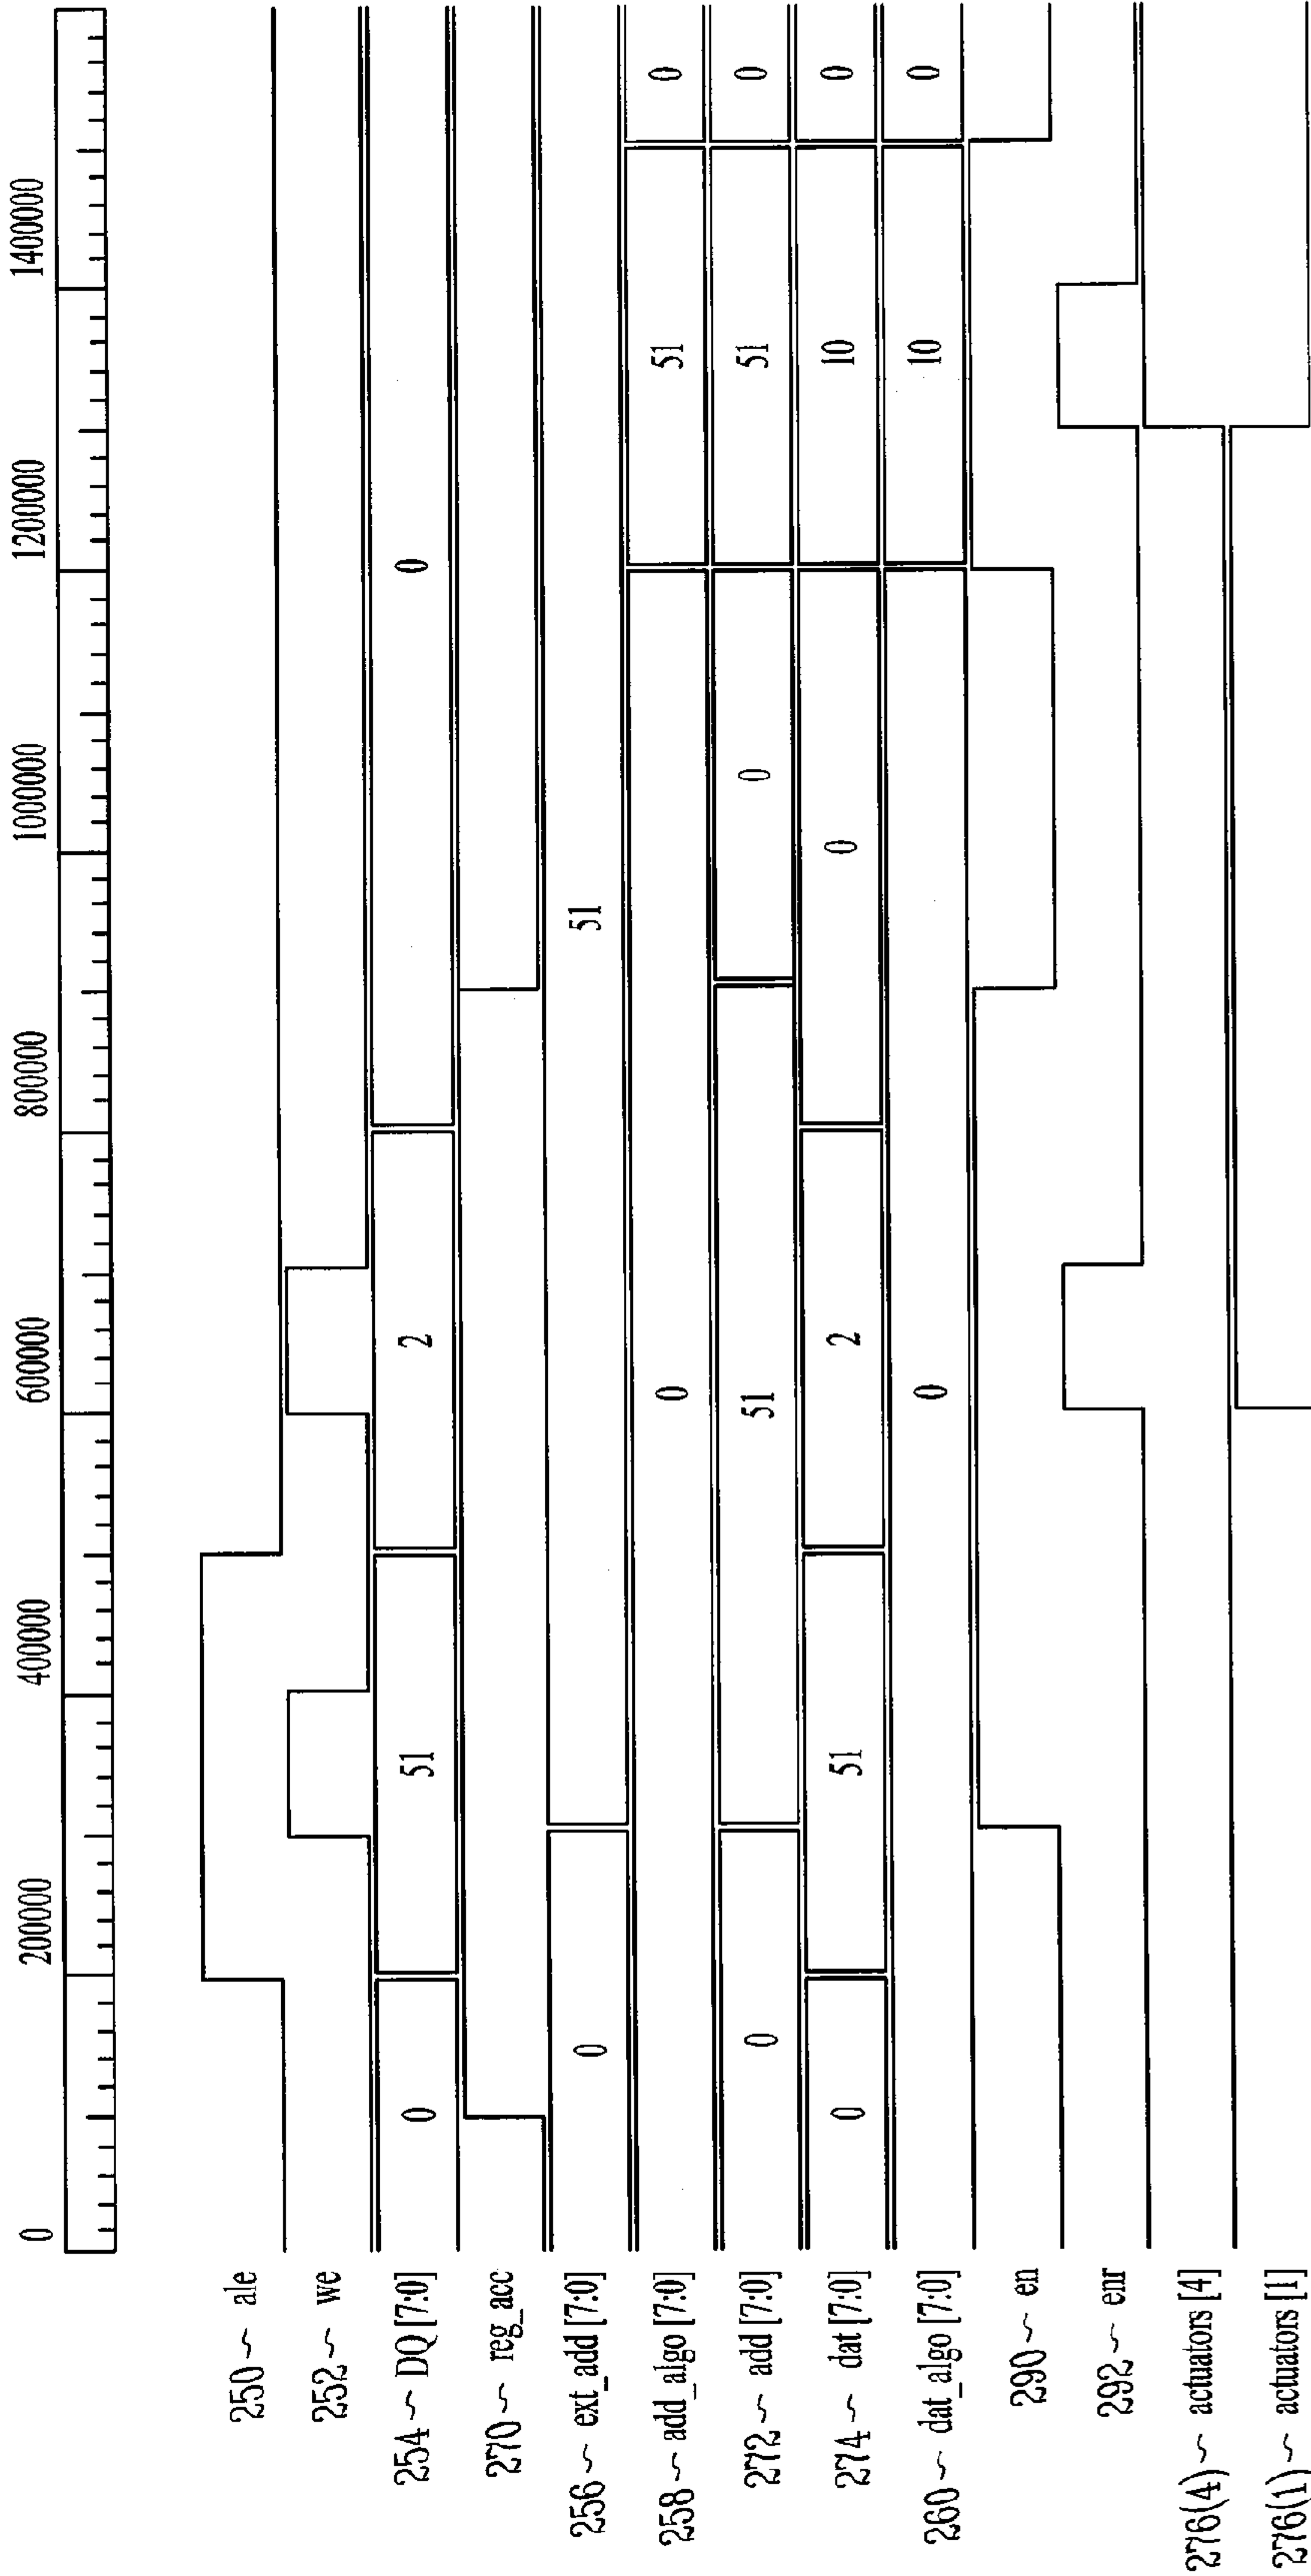 0 200000 400000 600000 800000 1000000 1200000 1400000
250 ~ ale
252 ~ we
254 ~ DQ [7:0] 0 51 2 0
270 ~ reg_acc
256 ~ ext_add [7:0] 0 51
258 ~ add_algo [7:0] 0 51 0
272 ~ add [7:0] 0 51 0 51 0
274 ~ dat [7:0] 0 51 2 0 10 0
260 ~ dat_algo [7:0] 0 10 0
290 ~ en
292 ~ enr
276(4) ~ actuators [4]
276(1) ~ actuators [1]